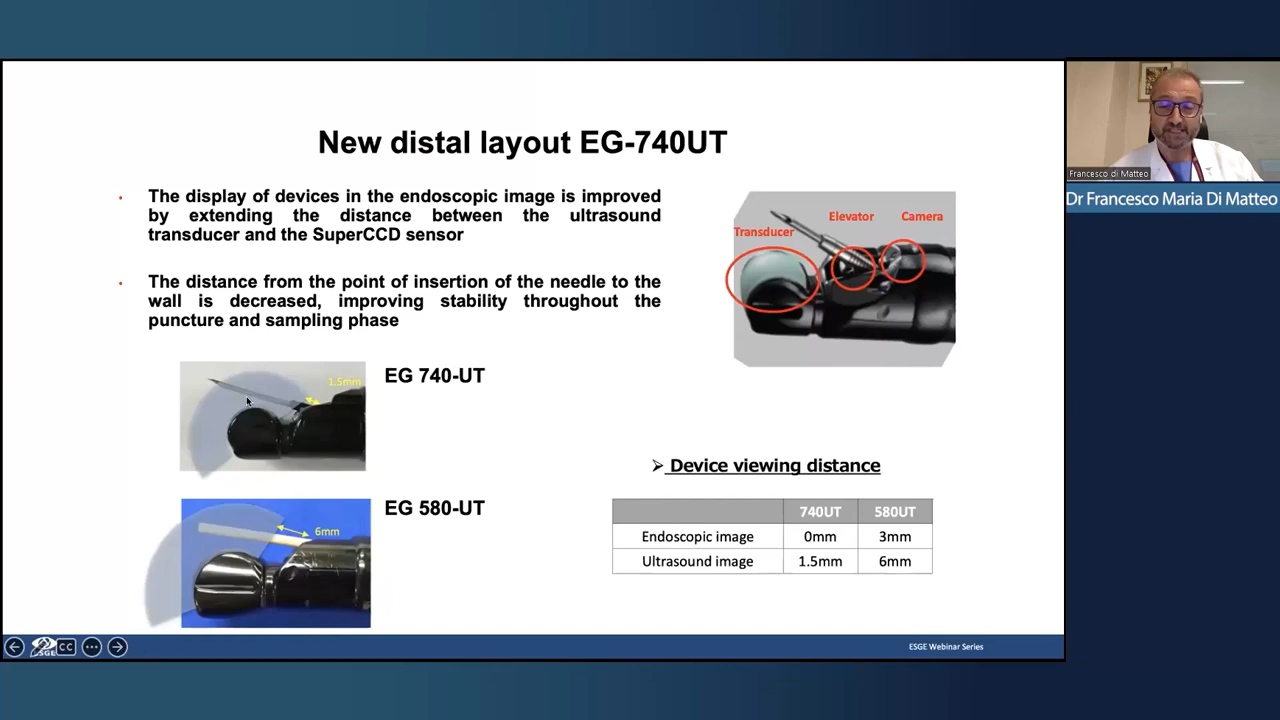 New distal layout EG-740UT
• The display of devices in the endoscopic image is improved
by extending the distance between the ultrasound
transducer and the SuperCCD sensor
• The distance from the point of insertion of the needle to the
wall is decreased, improving stability throughout the
puncture and sampling phase
Transducer
Elevator
Camera
1.5mm
EG 740-UT
6mm
EG 580-UT
➢ Device viewing distance
740UT 580UT
Endoscopic image 0mm 3mm
Ultrasound image 1.5mm 6mm
CC
ESGE Webinar Series
Francesco di Matteo
Dr Francesco Maria Di Matteo